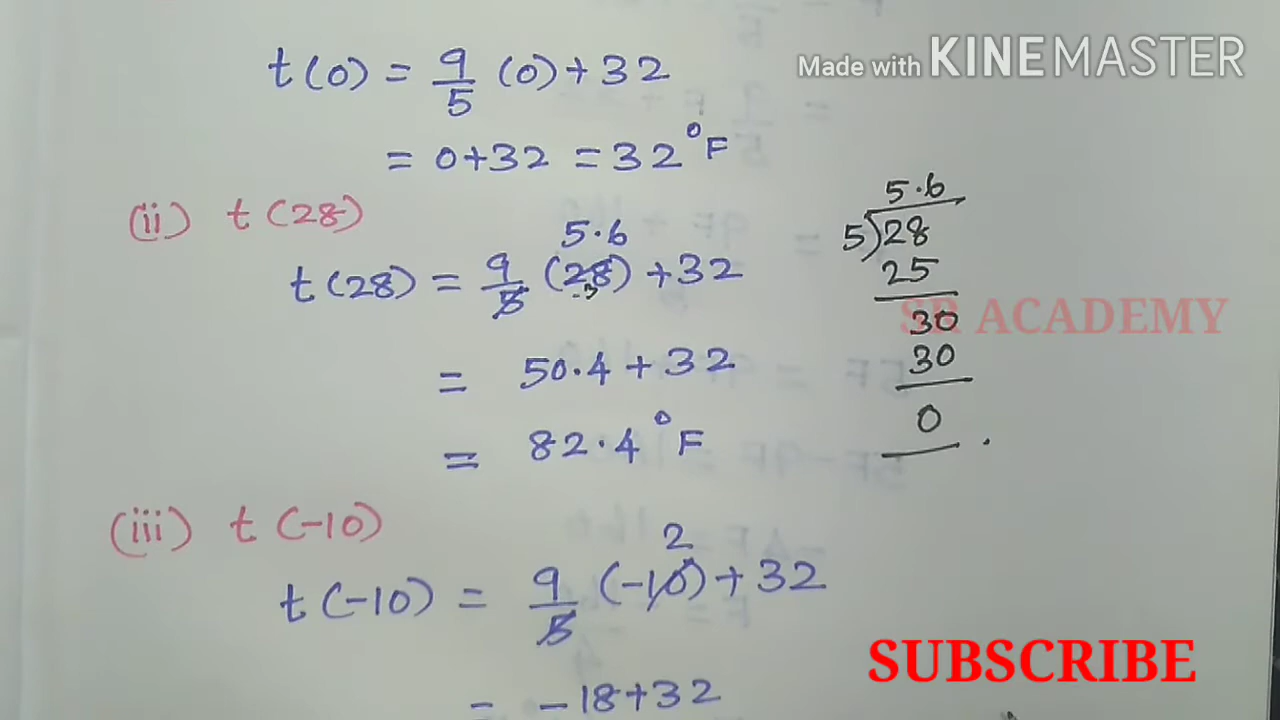 Made with KINEMASTER
t(0) = 9/5 (0) + 32
= 0+32 = 32°F
(ii) t(28)
5.6
t(28) = 9/5 (28) + 32
= 50.4 + 32
= 82.4°F
5.6
5)28
25
30
30
0
SR ACADEMY
(iii) t(-10)
2
t(-10) = 9/5 (-10) + 32
= -18+32
SUBSCRIBE